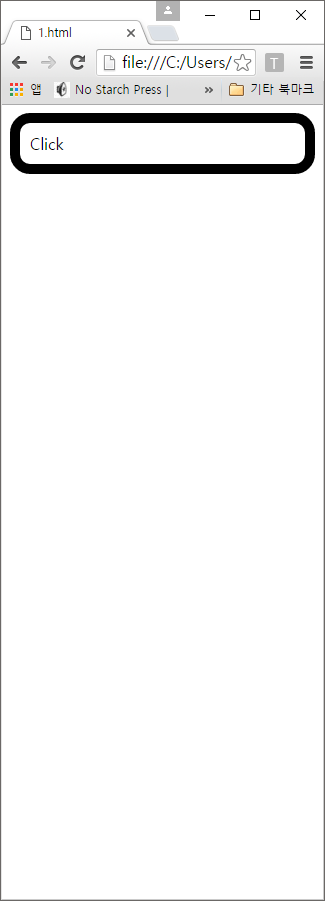 1.html
file:///C:/Users/
T
앱 No Starch Press | » 기타 북마크
Click